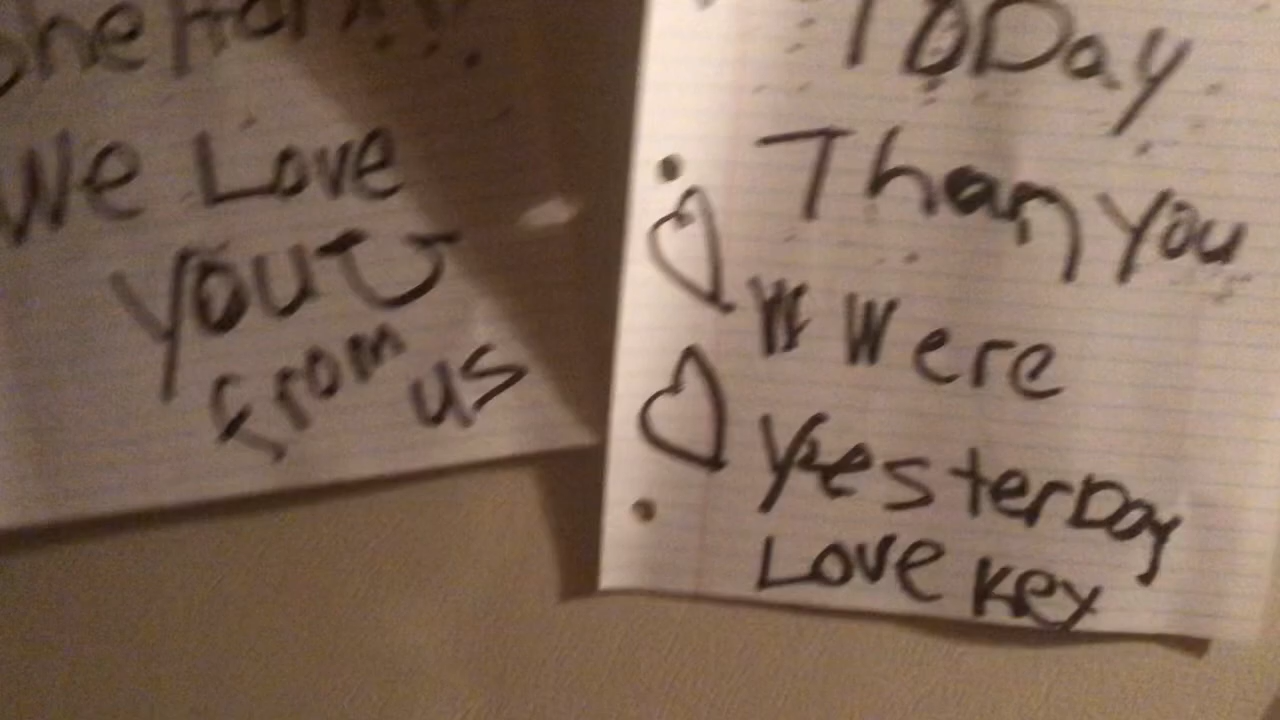 We Love
You
from
us
ToDay
Than you
W Were
YesterDay
Love Key